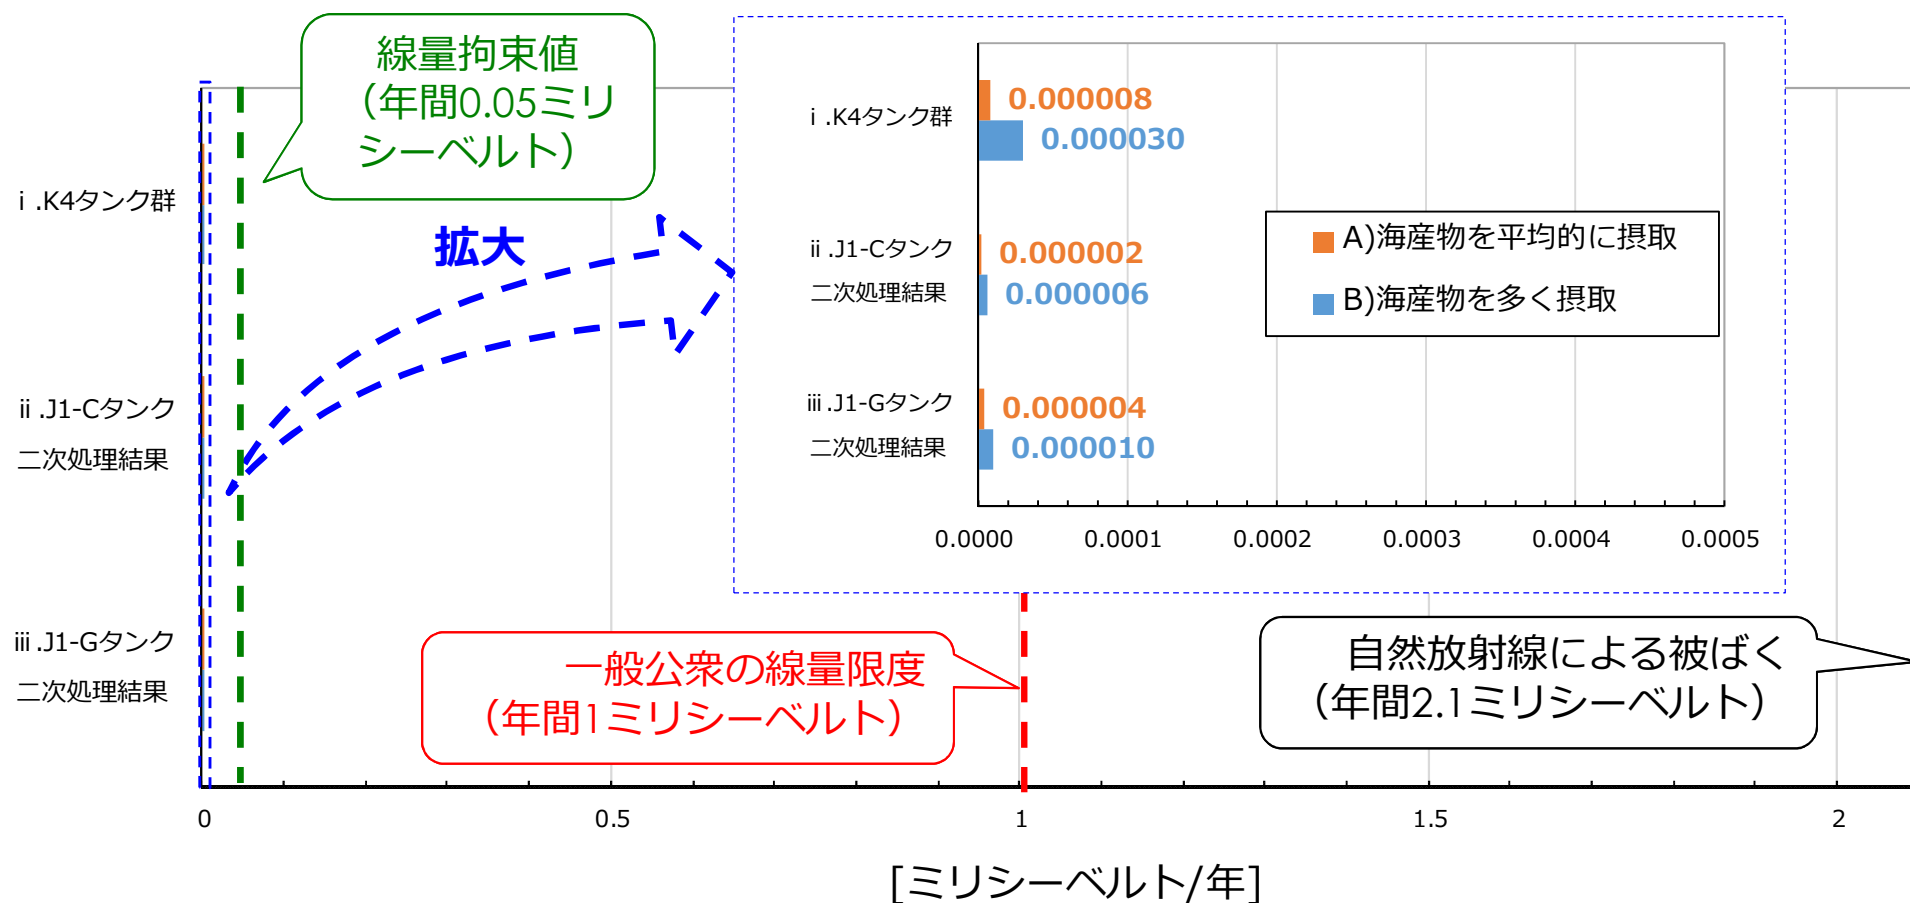 線量拘束値
（年間0.05ミリ
シーベルト）
拡大
ⅰ.K4タンク群
ⅱ.J1-Cタンク
二次処理結果
ⅲ.J1-Gタンク
二次処理結果
ⅰ.K4タンク群
0.000008
0.000030
ⅱ.J1-Cタンク
二次処理結果
0.000002
0.000006
ⅲ.J1-Gタンク
二次処理結果
0.000004
0.000010
A)海産物を平均的に摂取
B)海産物を多く摂取
0.0000 0.0001 0.0002 0.0003 0.0004 0.0005
一般公衆の線量限度
（年間1ミリシーベルト）
自然放射線による被ばく
（年間2.1ミリシーベルト）
0 0.5 1 1.5 2
[ミリシーベルト/年]